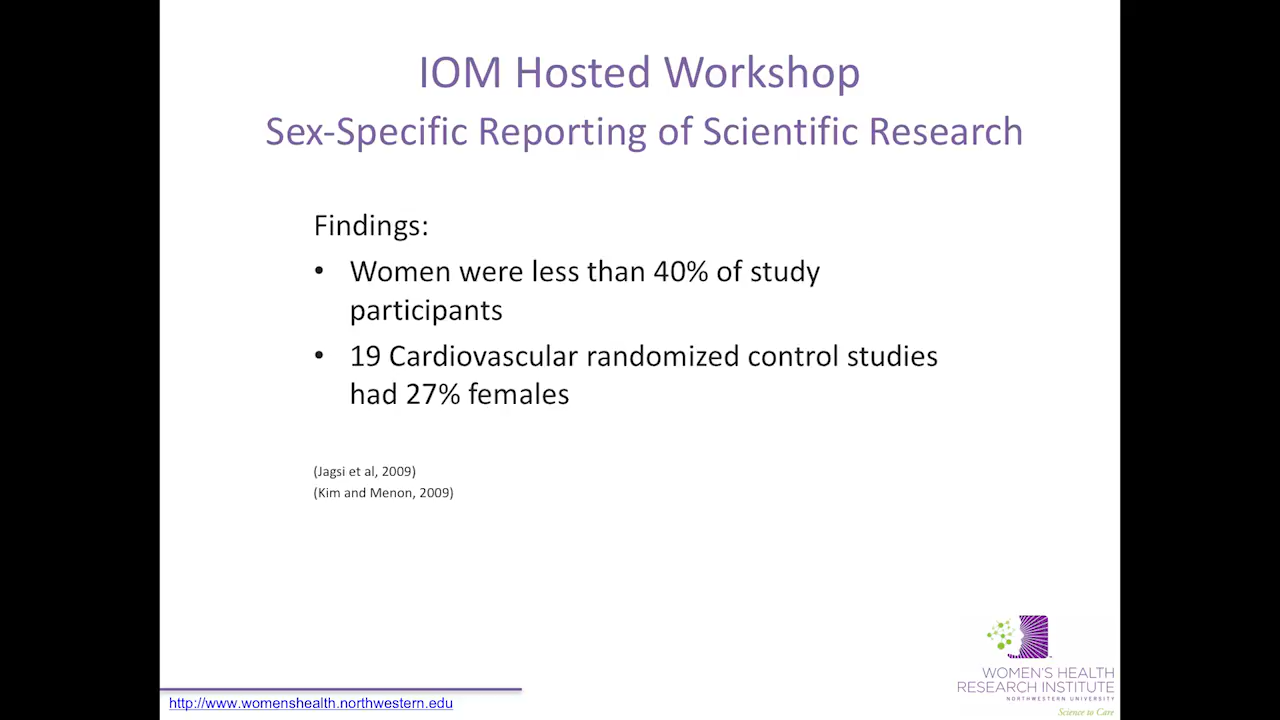 IOM Hosted Workshop
Sex-Specific Reporting of Scientific Research
Findings:
• Women were less than 40% of study
participants
• 19 Cardiovascular randomized control studies
had 27% females
(Jagsi et al, 2009)
(Kim and Menon, 2009)
WOMEN'S HEALTH
RESEARCH INSTITUTE
NORTHWESTERN UNIVERSITY
Science to Care
http://www.womenshealth.northwestern.edu